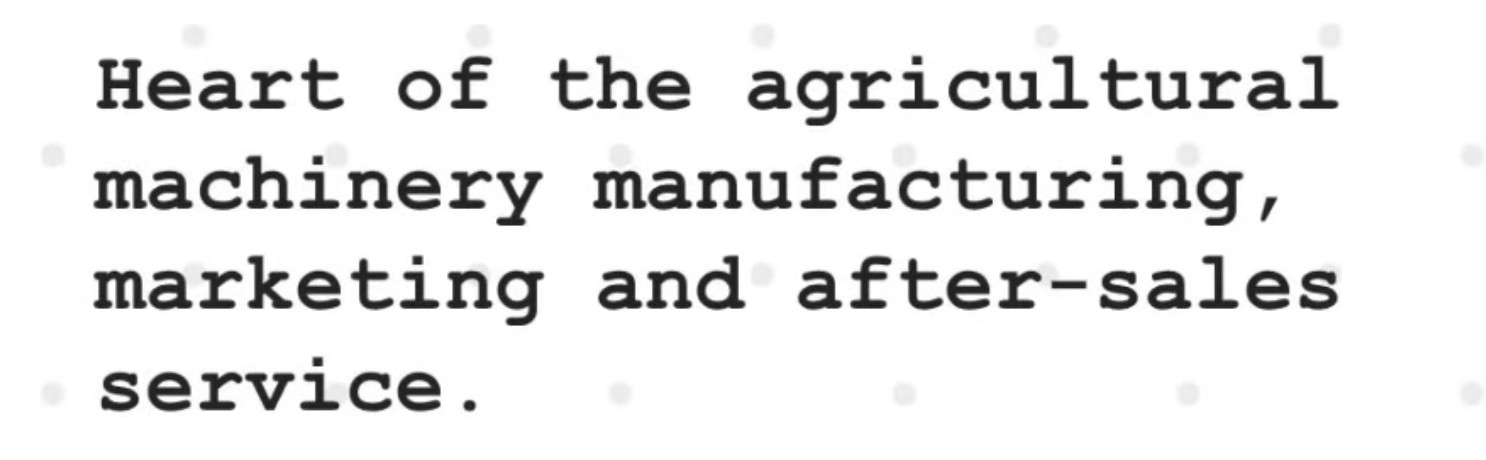 Heart of the agricultural
machinery manufacturing,
marketing and after-sales
service.